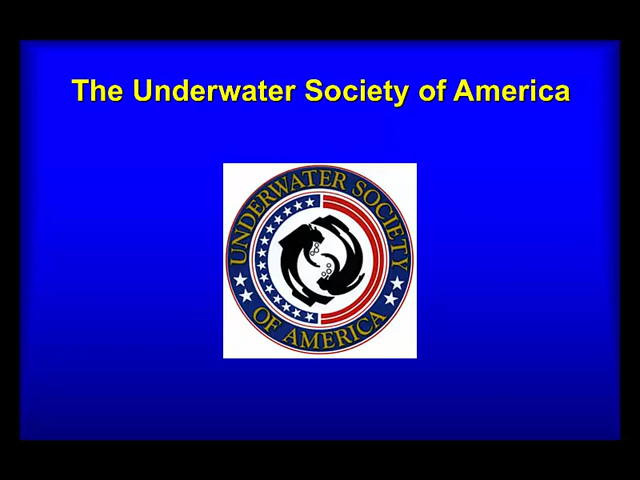 The Underwater Society of America
UNDERWATER SOCIETY
OF AMERICA